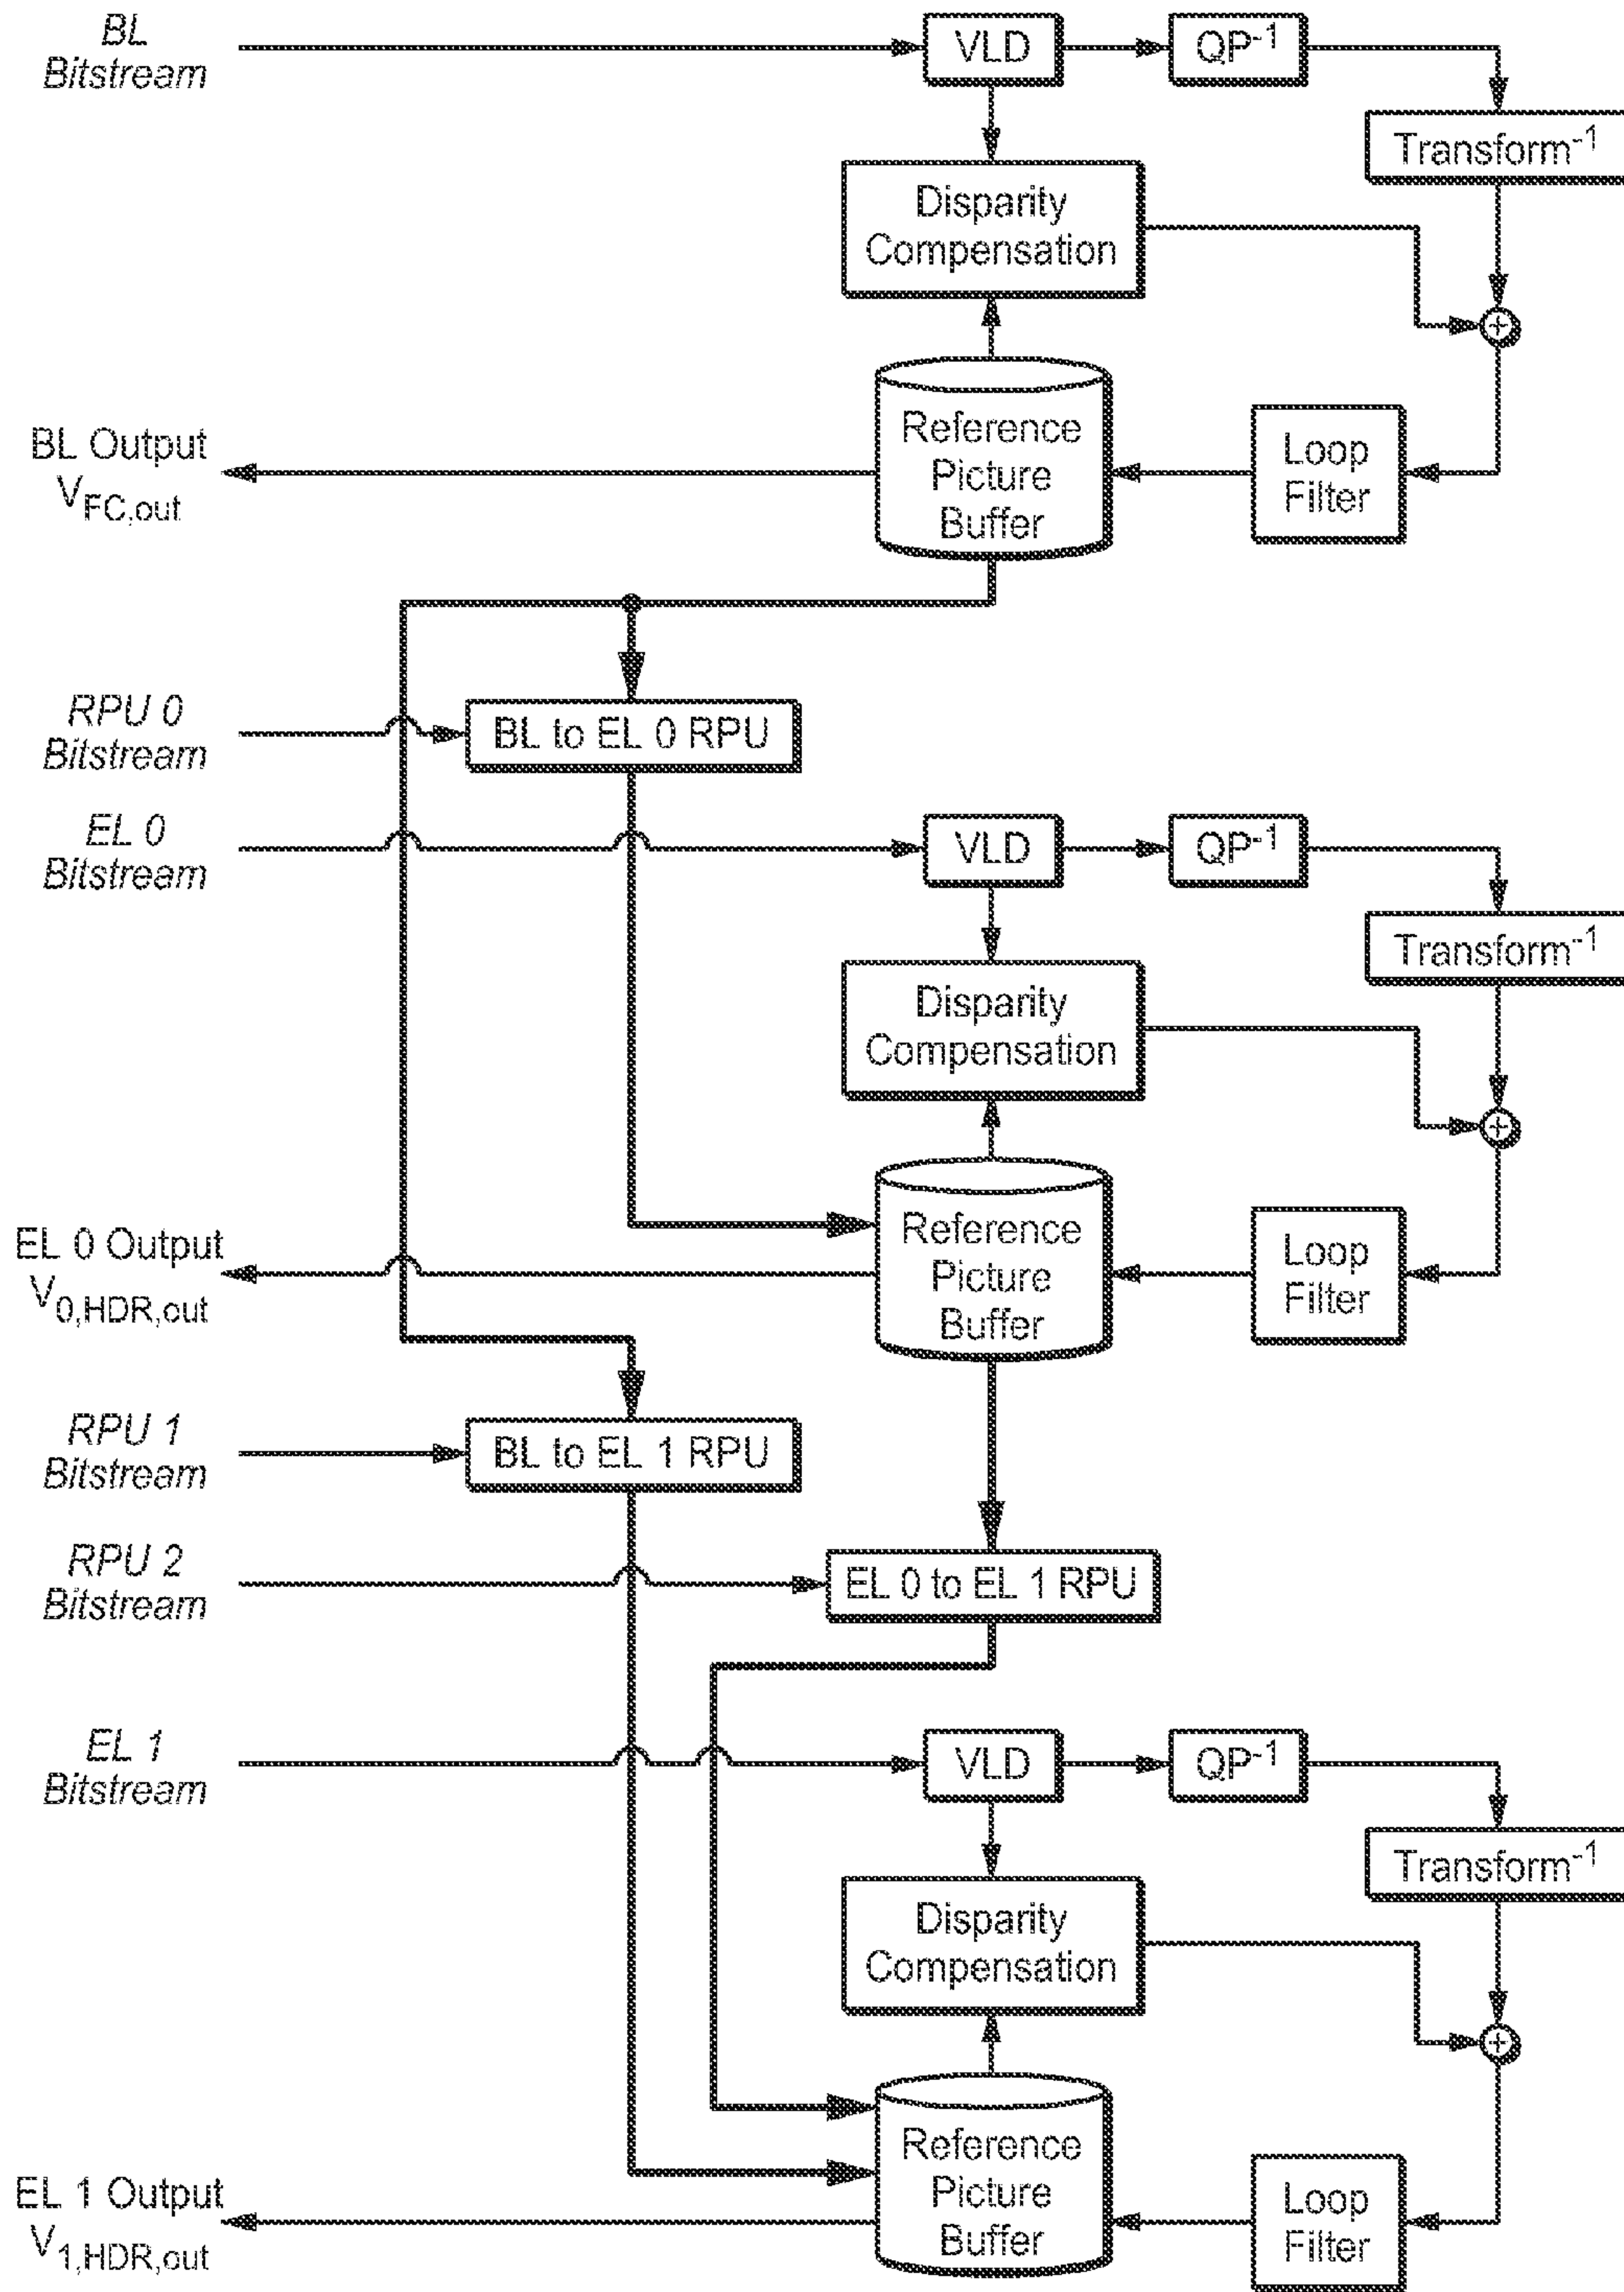 BL
Bitstream
VLD
QP-1
Transform-1
Disparity
Compensation
+
BL Output
VFC,out
Reference
Picture
Buffer
Loop
Filter
RPU 0
Bitstream
BL to EL 0 RPU
EL 0
Bitstream
VLD
QP-1
Transform-1
Disparity
Compensation
+
EL 0 Output
V0,HDR,out
Reference
Picture
Buffer
Loop
Filter
RPU 1
Bitstream
BL to EL 1 RPU
RPU 2
Bitstream
EL 0 to EL 1 RPU
EL 1
Bitstream
VLD
QP-1
Transform-1
Disparity
Compensation
+
EL 1 Output
V1,HDR,out
Reference
Picture
Buffer
Loop
Filter